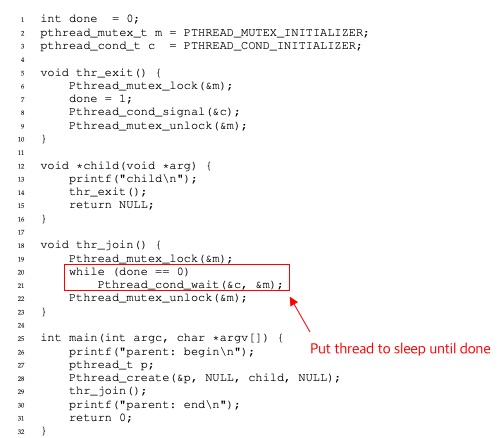 1 int done  = 0;
2 pthread_mutex_t m = PTHREAD_MUTEX_INITIALIZER;
3 pthread_cond_t c  = PTHREAD_COND_INITIALIZER;
4
5 void thr_exit() {
6     Pthread_mutex_lock(&m);
7     done = 1;
8     Pthread_cond_signal(&c);
9     Pthread_mutex_unlock(&m);
10 }
11
12 void *child(void *arg) {
13     printf("child\n");
14     thr_exit();
15     return NULL;
16 }
17
18 void thr_join() {
19     Pthread_mutex_lock(&m);
20     while (done == 0)
21         Pthread_cond_wait(&c, &m);
22     Pthread_mutex_unlock(&m);
23 }
24
25 int main(int argc, char *argv[]) {
26     printf("parent: begin\n");
27     pthread_t p;
28     Pthread_create(&p, NULL, child, NULL);
29     thr_join();
30     printf("parent: end\n");
31     return 0;
32 }
Put thread to sleep until done